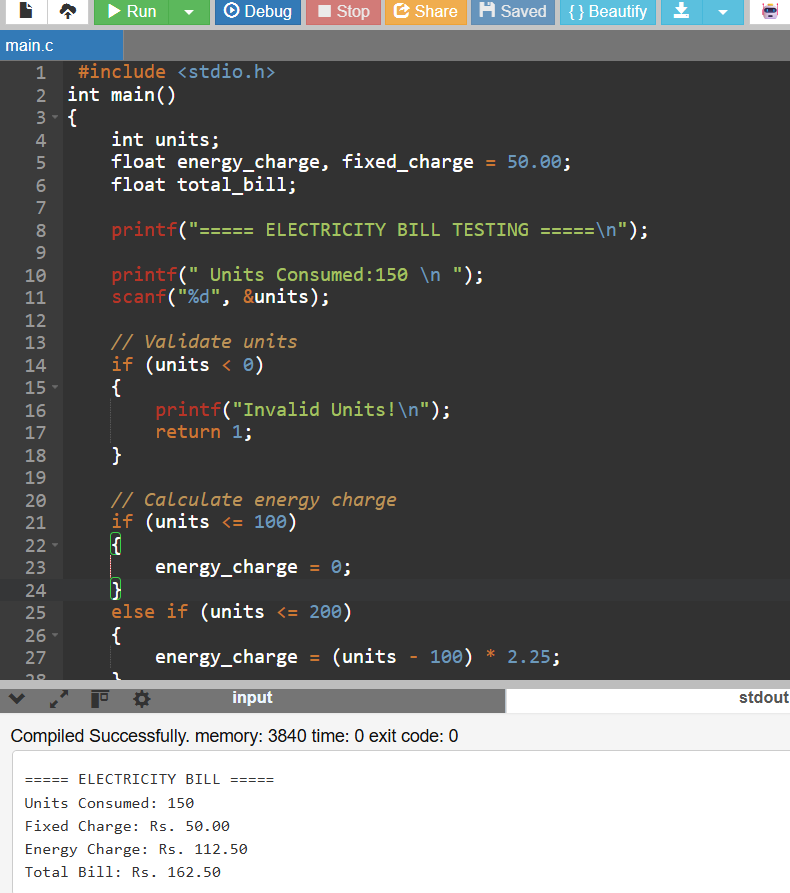 Run Debug Stop Share Saved { } Beautify
main.c
1 #include <stdio.h>
2 int main()
3 {
4     int units;
5     float energy_charge, fixed_charge = 50.00;
6     float total_bill;
7
8     printf("===== ELECTRICITY BILL TESTING =====\n");
9
10     printf(" Units Consumed:150 \n ");
11     scanf("%d", &units);
12
13     // Validate units
14     if (units < 0)
15     {
16         printf("Invalid Units!\n");
17         return 1;
18     }
19
20     // Calculate energy charge
21     if (units <= 100)
22     {
23         energy_charge = 0;
24     }
25     else if (units <= 200)
26     {
27         energy_charge = (units - 100) * 2.25;
28     }
input stdout
Compiled Successfully. memory: 3840 time: 0 exit code: 0
===== ELECTRICITY BILL =====
Units Consumed: 150
Fixed Charge: Rs. 50.00
Energy Charge: Rs. 112.50
Total Bill: Rs. 162.50